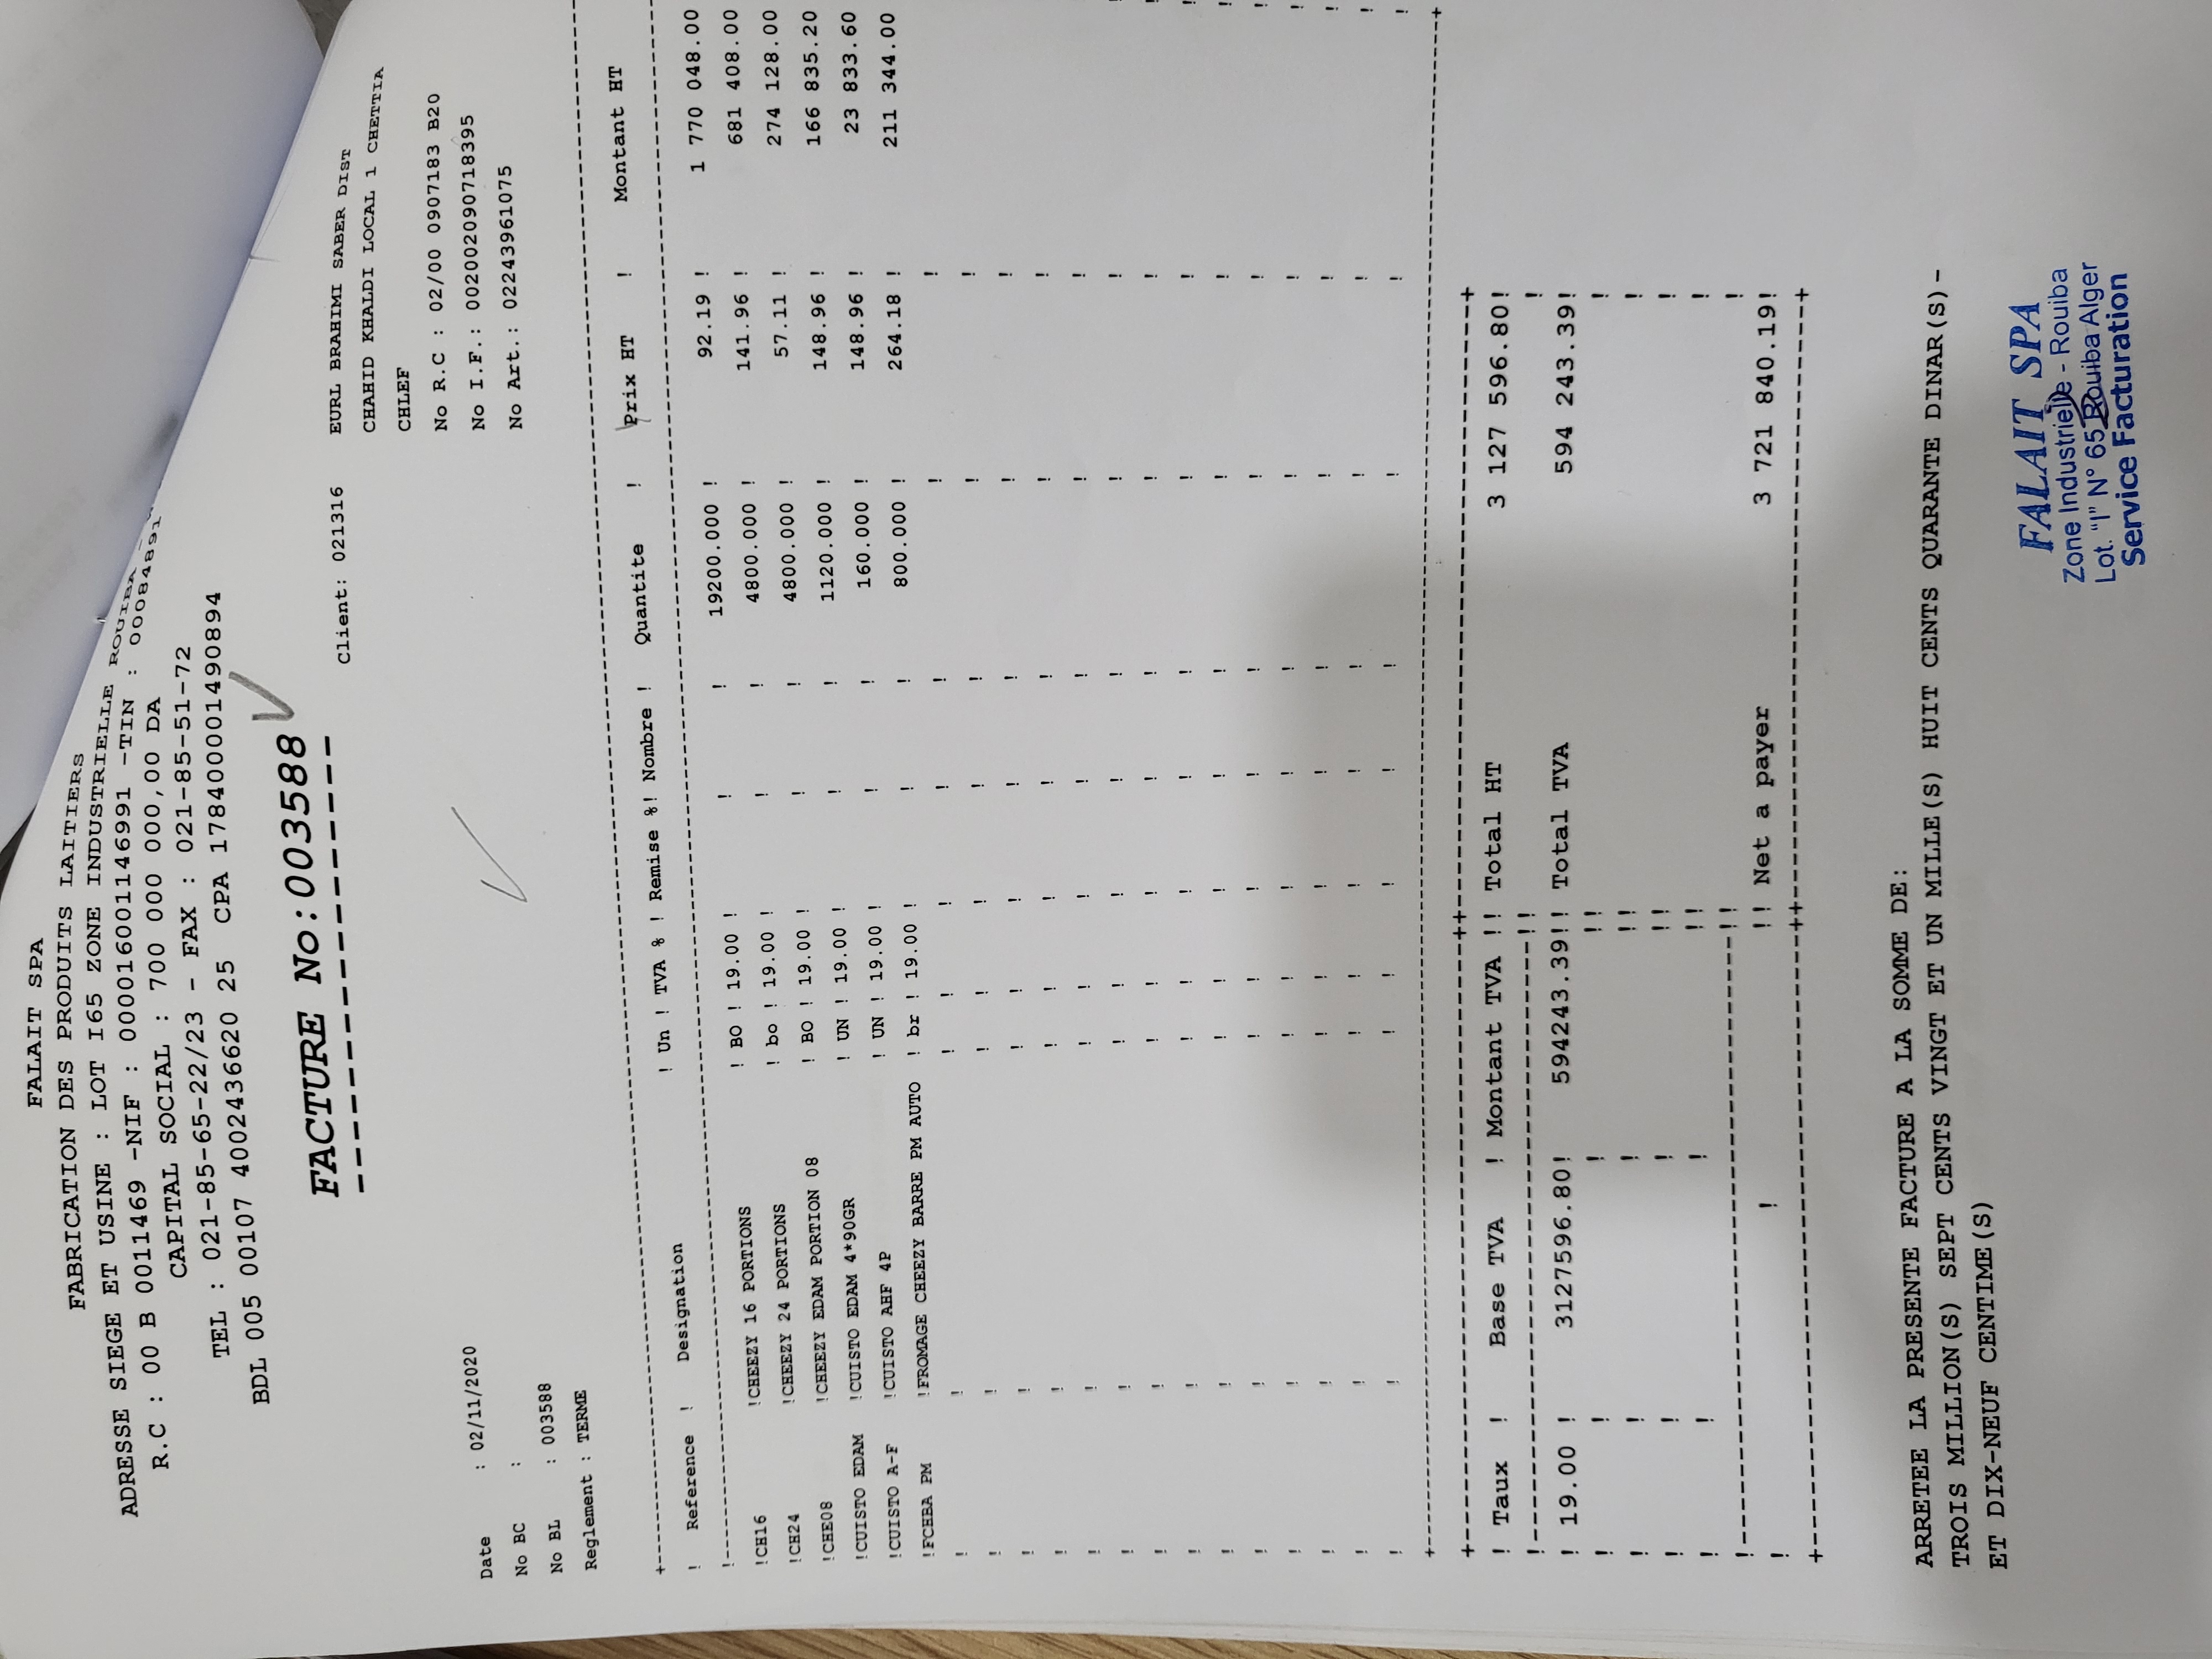 FALAIT SPA
FABRICATION DES PRODUITS LAITIERS
ADRESSE SIEGE ET USINE : LOT I65 ZONE INDUSTRIELLE ROUIBA -
R.C : 00 B 0011469 -NIF : 000016001146991 -TIN : 00084891
CAPITAL SOCIAL : 700 000 000,00 DA
TEL : 021-85-65-22/23 - FAX : 021-85-51-72
BDL 005 00107 4002436620 25 CPA 178400001490894
FACTURE No:003588
Client: 021316 EURL BRAHIMI SABER DIST
CHAHID KHALDI LOCAL 1 CHETTIA
CHLEF
No R.C : 02/00 0907183 B20
No I.F.: 002002090718395
No Art.: 02243961075
Date : 02/11/2020
No BC :
No BL : 003588
Reglement : TERME
! Reference ! Designation ! Un ! TVA % ! Remise %! Nombre ! Quantite ! Prix HT ! Montant HT
!CH16 !CHEEZY 16 PORTIONS ! BO ! 19.00 ! ! ! 19200.000 ! 92.19 ! 1 770 048.00
!CH24 !CHEEZY 24 PORTIONS ! bo ! 19.00 ! ! ! 4800.000 ! 141.96 ! 681 408.00
!CHE08 !CHEEZY EDAM PORTION 08 ! BO ! 19.00 ! ! ! 4800.000 ! 57.11 ! 274 128.00
!CUISTO EDAM !CUISTO EDAM 4*90GR ! UN ! 19.00 ! ! ! 1120.000 ! 148.96 ! 166 835.20
!CUISTO A-F !CUISTO AHF 4P ! UN ! 19.00 ! ! ! 160.000 ! 148.96 ! 23 833.60
!FCHBA PM !FROMAGE CHEEZY BARRE PM AUTO ! br ! 19.00 ! ! ! 800.000 ! 264.18 ! 211 344.00
! Taux ! Base TVA ! Montant TVA !! Total HT 3 127 596.80!
! 19.00 ! 3127596.80! 594243.39!! Total TVA 594 243.39!
! ! !! Net a payer 3 721 840.19!
ARRETEE LA PRESENTE FACTURE A LA SOMME DE:
TROIS MILLION(S) SEPT CENTS VINGT ET UN MILLE(S) HUIT CENTS QUARANTE DINAR(S)-
ET DIX-NEUF CENTIME(S)
FALAIT SPA
Zone Industrielle - Rouiba
Lot. "I" N° 65 Rouiba Alger
Service Facturation